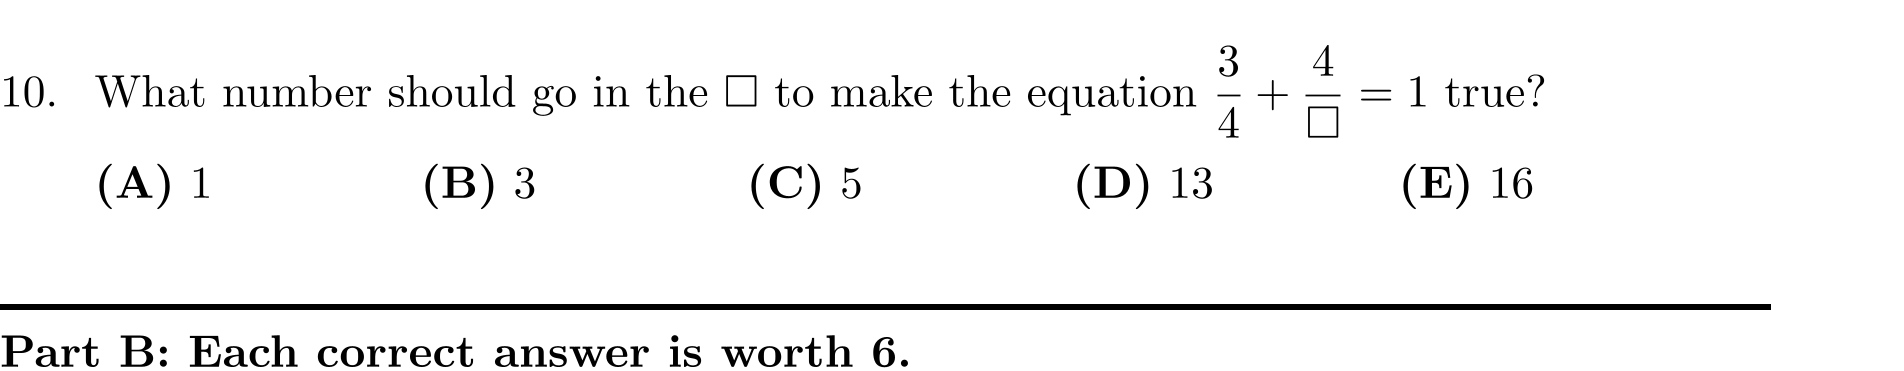 10. What number should go in the □ to make the equation 3/4 + 4/□ = 1 true?
(A) 1 (B) 3 (C) 5 (D) 13 (E) 16
Part B: Each correct answer is worth 6.